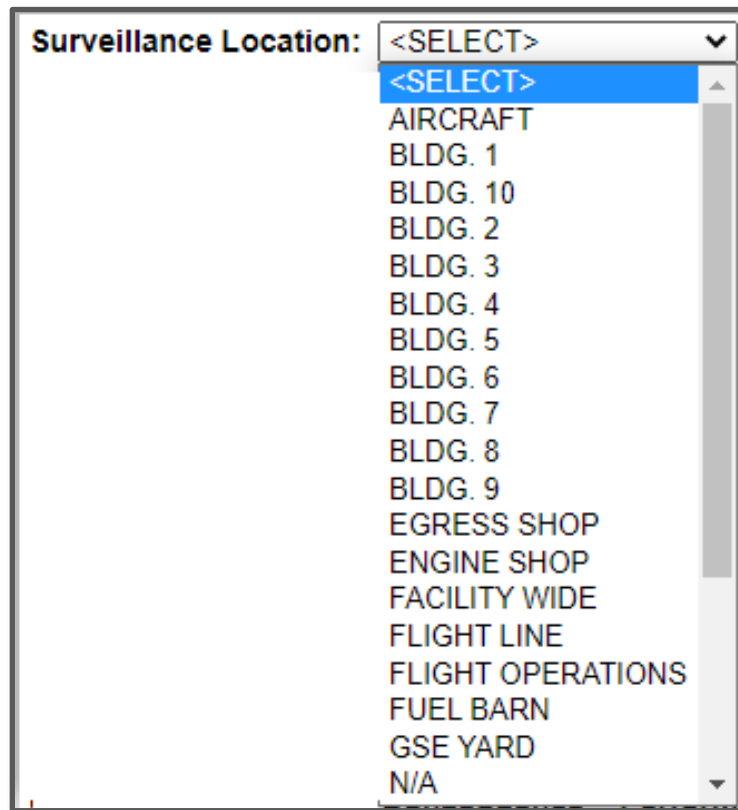 Surveillance Location: <SELECT>
<SELECT>
AIRCRAFT
BLDG. 1
BLDG. 10
BLDG. 2
BLDG. 3
BLDG. 4
BLDG. 5
BLDG. 6
BLDG. 7
BLDG. 8
BLDG. 9
EGRESS SHOP
ENGINE SHOP
FACILITY WIDE
FLIGHT LINE
FLIGHT OPERATIONS
FUEL BARN
GSE YARD
N/A